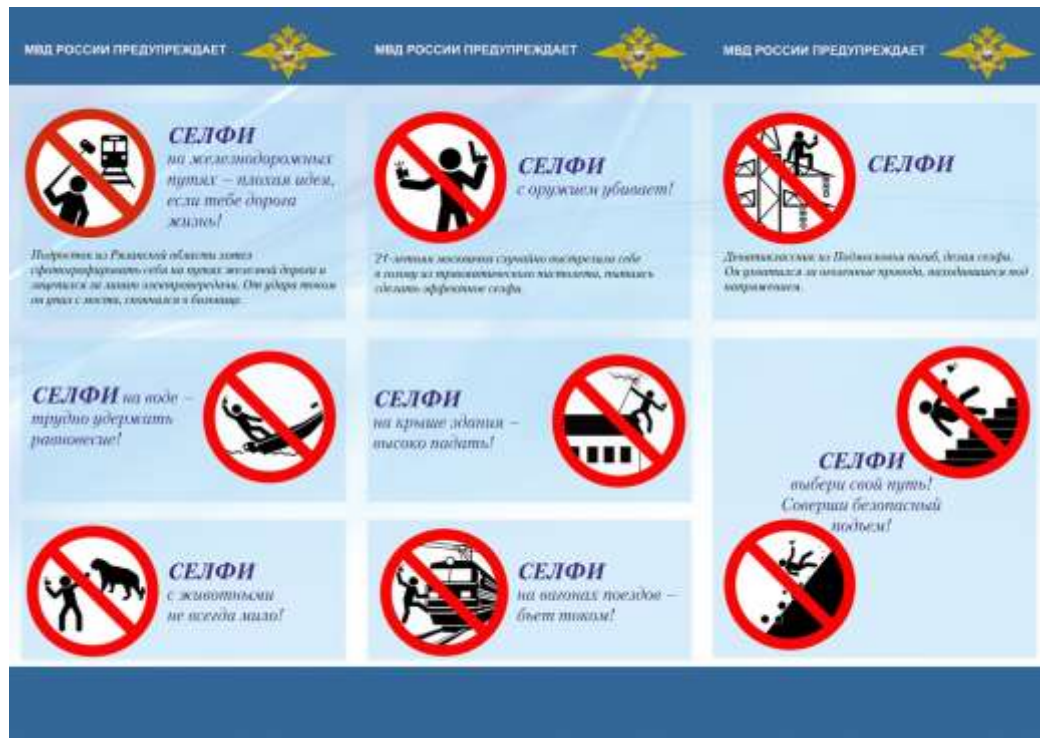 МВД РОССИИ ПРЕДУПРЕЖДАЕТ
СЕЛФИ
на железнодорожных
путях – плохая идея,
если тебе дорога
жизнь!
Подросток из Рязанской области хотел
сфотографировать себя на путях железной дороги и
зацепился за линию электропередачи. От удара током
он упал с моста, скончался в больнице.
СЕЛФИ на воде –
трудно удержать
равновесие!
СЕЛФИ
с животными
не всегда мило!
МВД РОССИИ ПРЕДУПРЕЖДАЕТ
СЕЛФИ
с оружием убивает!
21-летняя москвичка случайно выстрелила себе
в голову из травматического пистолета, пытаясь
сделать эффектное селфи.
СЕЛФИ
на крыше здания –
высоко падать!
СЕЛФИ
на вагонах поездов –
бьет током!
МВД РОССИИ ПРЕДУПРЕЖДАЕТ
СЕЛФИ
Девятиклассник из Подмосковья погиб, делая селфи.
Он ухватился за оголенные провода, находившиеся под
напряжением.
СЕЛФИ
выбери свой путь!
Соверши безопасный
подъем!